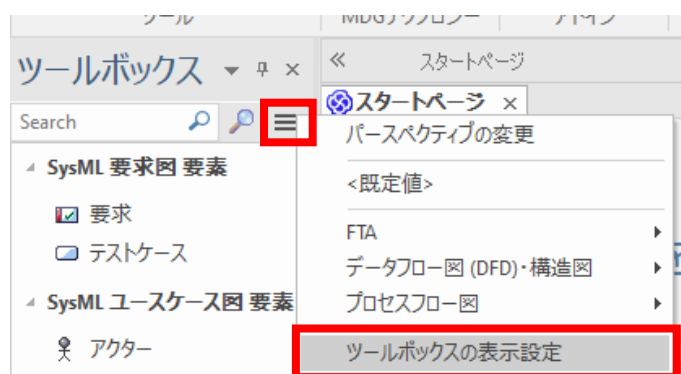 ツール
MDGテクノロジー
アドイン
ツールボックス
スタートページ
スタートページ
Search
パースペクティブの変更
SysML 要求図 要素
<既定値>
要求
FTA
テストケース
データフロー図 (DFD)・構造図
SysML ユースケース図 要素
プロセスフロー図
アクター
ツールボックスの表示設定